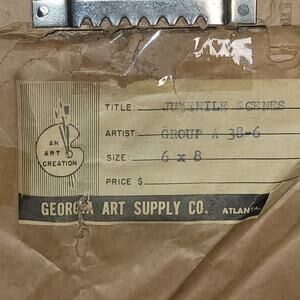 AN
ART
CREATION
TITLE: JUVENILE SCENES
ARTIST: GROUP A 38-6
SIZE: 6 x 8
PRICE $
GEORGIA ART SUPPLY CO. ATLANTA